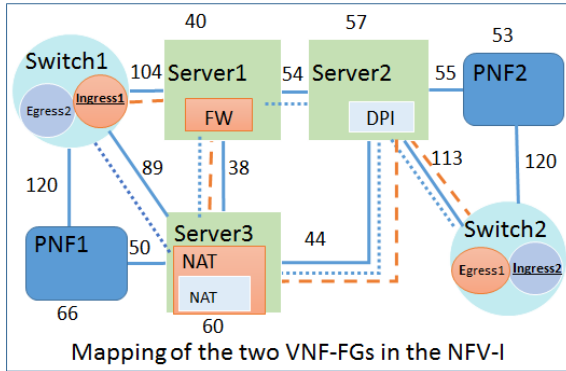 40
57
53
Switch1
104
Server1
54
Server2
55
PNF2
Ingress1
Egress2
FW
DPI
120
89
38
113
120
PNF1
50
Server3
44
Switch2
NAT
NAT
Egress1
Ingress2
66
60
Mapping of the two VNF-FGs in the NFV-I